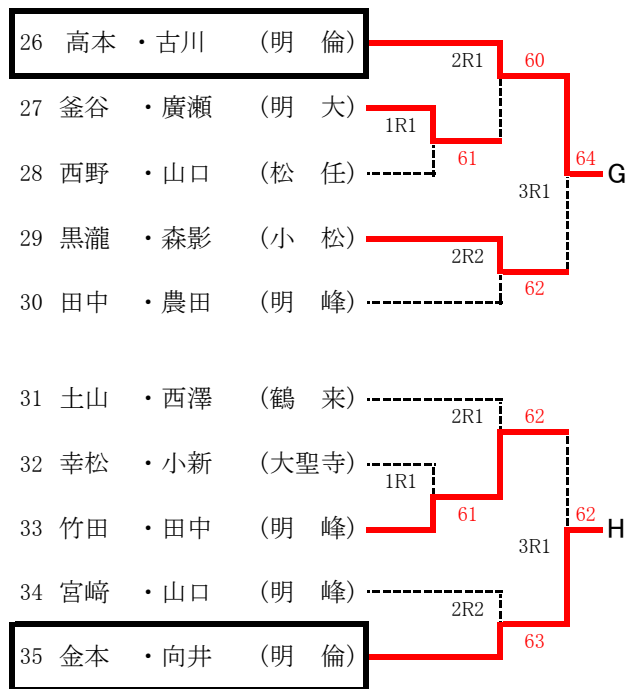 26 高本 ・古川 (明 倫)
2R1 60
27 釜谷 ・廣瀬 (明 大)
1R1
61
64 G
28 西野 ・山口 (松 任)
3R1
29 黒瀧 ・森影 (小 松)
2R2
62
30 田中 ・農田 (明 峰)
31 土山 ・西澤 (鶴 来)
2R1 62
32 幸松 ・小新 (大聖寺)
1R1
61
62 H
33 竹田 ・田中 (明 峰)
3R1
34 宮﨑 ・山口 (明 峰)
2R2
63
35 金本 ・向井 (明 倫)